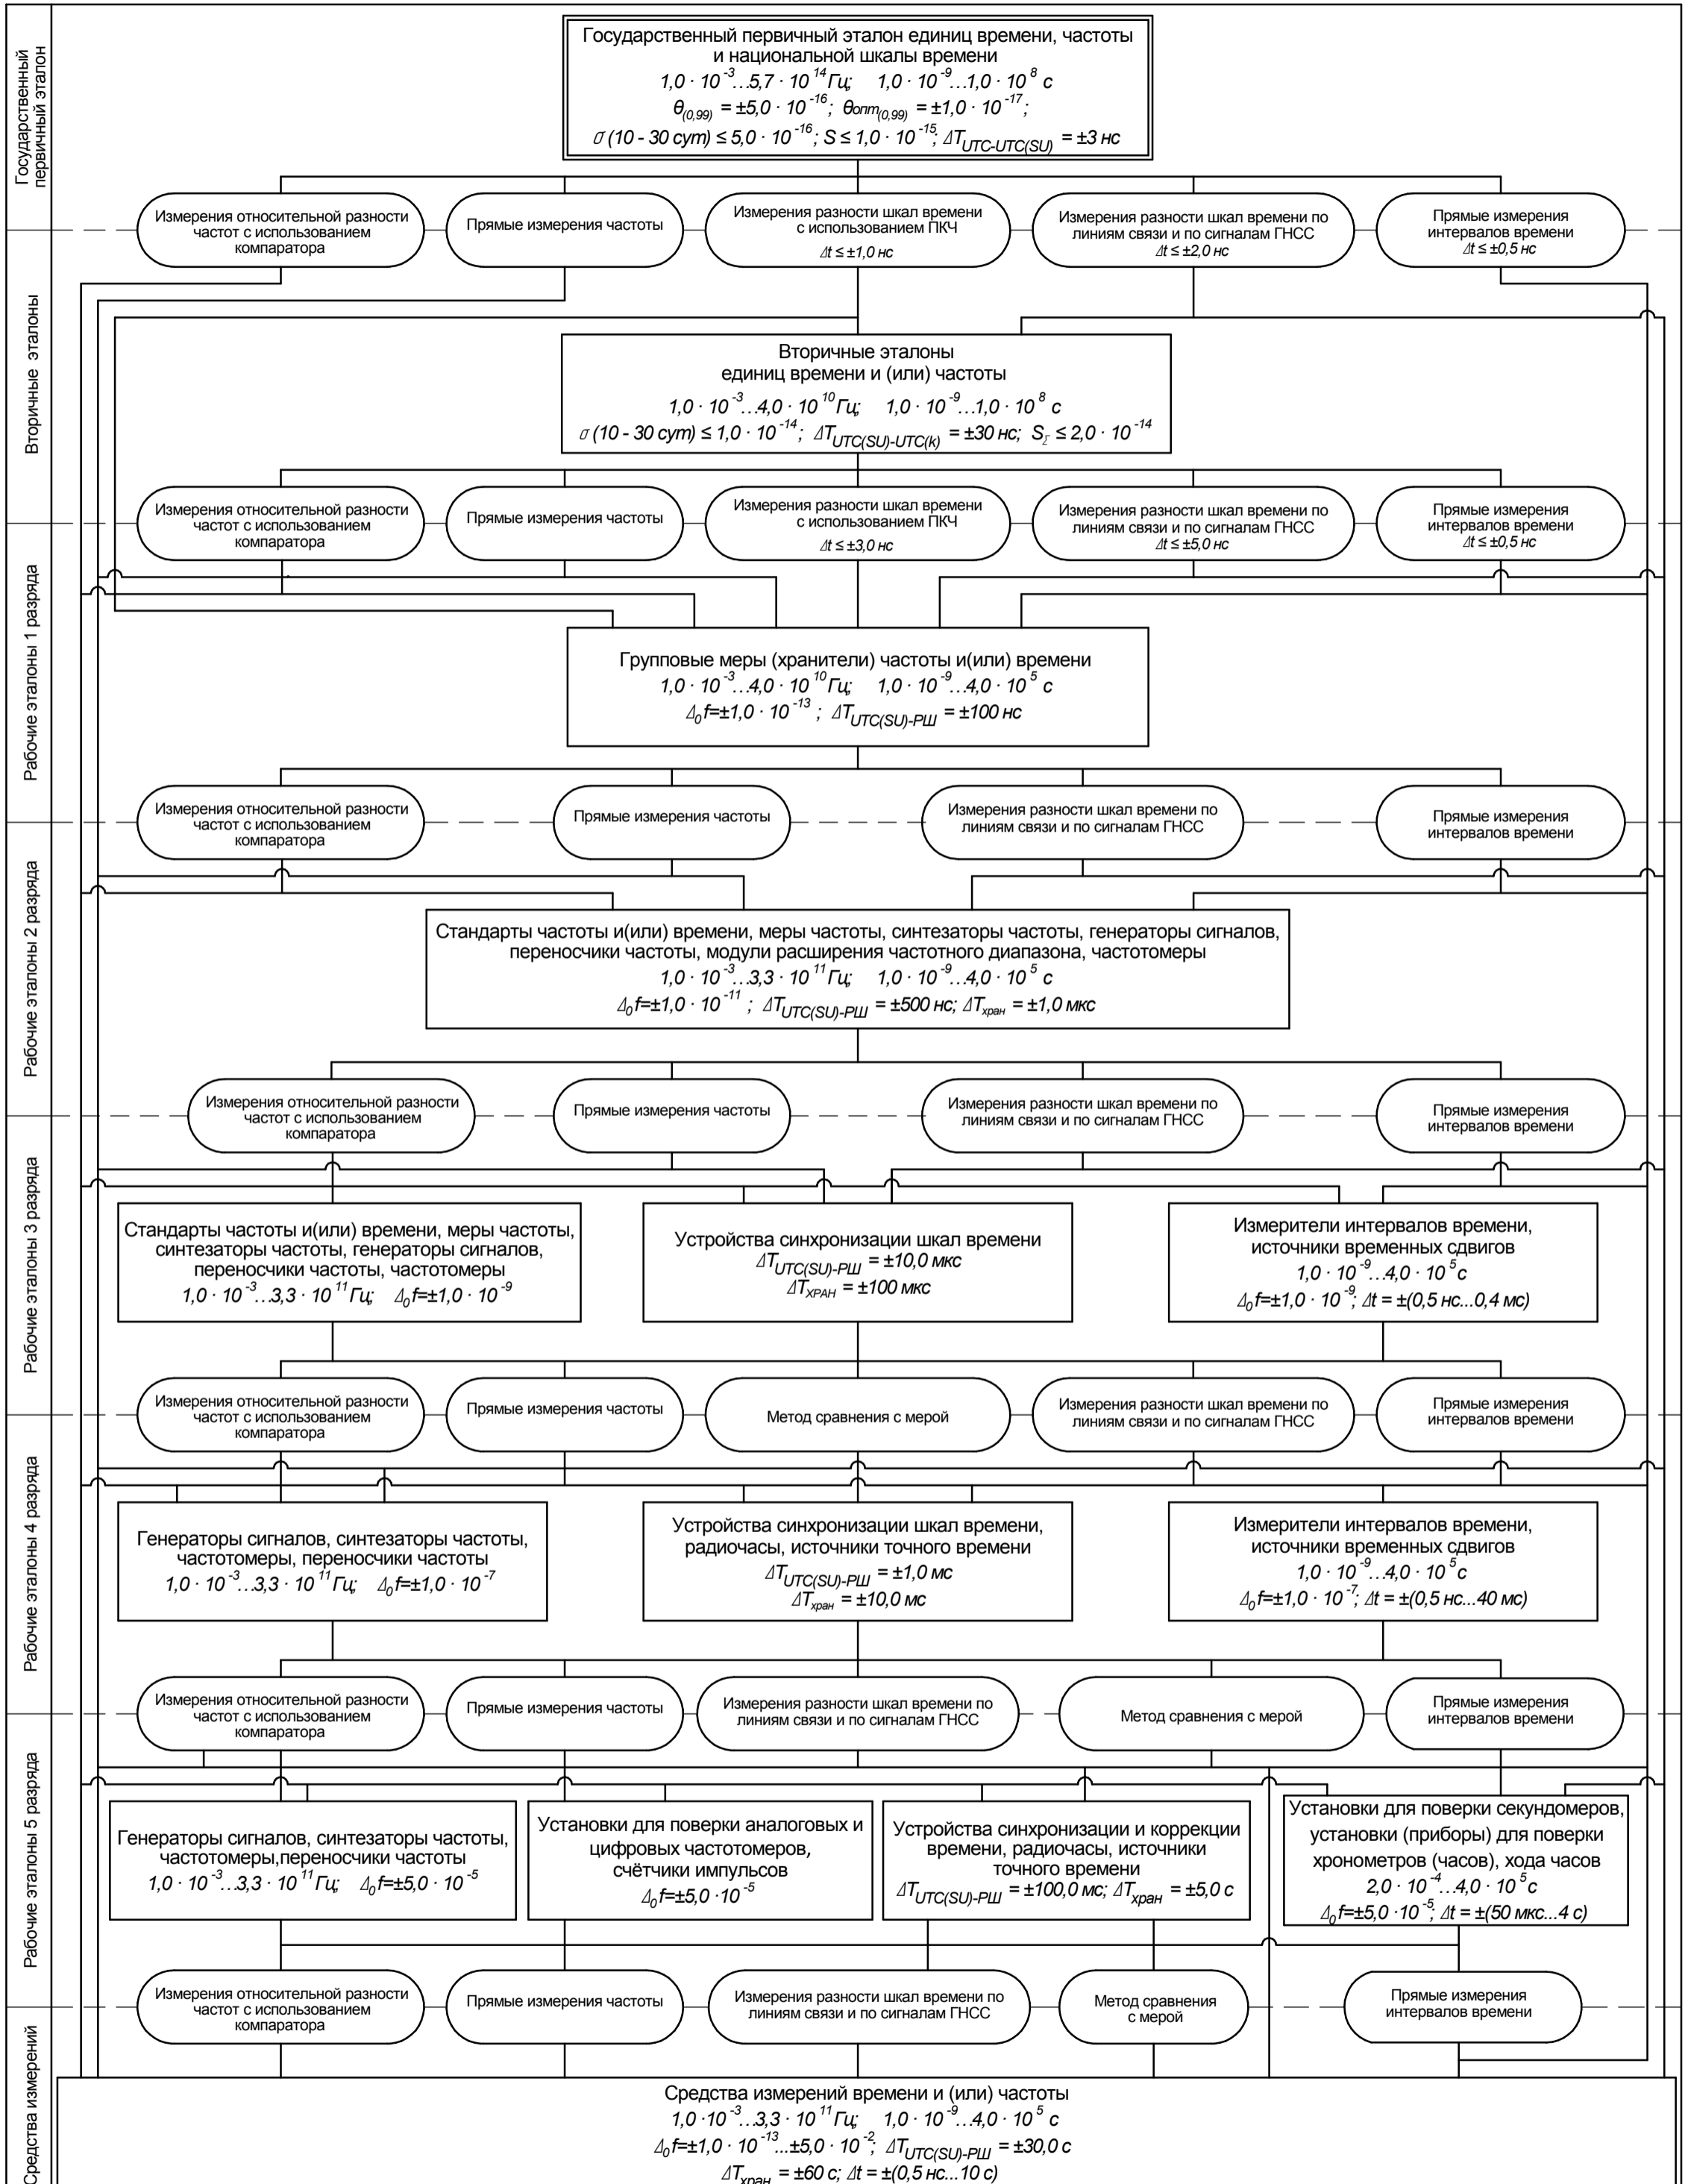 Государственный первичный эталон
Государственный первичный эталон единиц времени, частоты
и национальной шкалы времени
1,0 · 10⁻³…5,7 · 10¹⁴ Гц; 1,0 · 10⁻⁹…1,0 · 10⁸ с
θ(0,99) = ±5,0 · 10⁻¹⁶; θопт(0,99) = ±1,0 · 10⁻¹⁷;
σ (10 - 30 сут) ≤ 5,0 · 10⁻¹⁶; S ≤ 1,0 · 10⁻¹⁵; ΔT UTC-UTC(SU) = ±3 нс
Измерения относительной разности
частот с использованием
компаратора
Прямые измерения частоты
Измерения разности шкал времени
с использованием ПКЧ
Δt ≤ ±1,0 нс
Измерения разности шкал времени по
линиям связи и по сигналам ГНСС
Δt ≤ ±2,0 нс
Прямые измерения
интервалов времени
Δt ≤ ±0,5 нс
Вторичные эталоны
Вторичные эталоны
единиц времени и (или) частоты
1,0 · 10⁻³…4,0 · 10¹⁰ Гц; 1,0 · 10⁻⁹…1,0 · 10⁸ с
σ (10 - 30 сут) ≤ 1,0 · 10⁻¹⁴; ΔT UTC(SU)-UTC(k) = ±30 нс; S_Σ ≤ 2,0 · 10⁻¹⁴
Измерения относительной разности
частот с использованием
компаратора
Прямые измерения частоты
Измерения разности шкал времени
с использованием ПКЧ
Δt ≤ ±3,0 нс
Измерения разности шкал времени по
линиям связи и по сигналам ГНСС
Δt ≤ ±5,0 нс
Прямые измерения
интервалов времени
Δt ≤ ±0,5 нс
Рабочие эталоны 1 разряда
Групповые меры (хранители) частоты и(или) времени
1,0 · 10⁻³…4,0 · 10¹⁰ Гц; 1,0 · 10⁻⁹…4,0 · 10⁵ с
Δ₀f=±1,0 · 10⁻¹³ ; ΔT UTC(SU)-РШ = ±100 нс
Измерения относительной разности
частот с использованием
компаратора
Прямые измерения частоты
Измерения разности шкал времени по
линиям связи и по сигналам ГНСС
Прямые измерения
интервалов времени
Рабочие эталоны 2 разряда
Стандарты частоты и(или) времени, меры частоты, синтезаторы частоты, генераторы сигналов,
переносчики частоты, модули расширения частотного диапазона, частотомеры
1,0 · 10⁻³…3,3 · 10¹¹ Гц; 1,0 · 10⁻⁹…4,0 · 10⁵ с
Δ₀f=±1,0 · 10⁻¹¹ ; ΔT UTC(SU)-РШ = ±500 нс; ΔTхран = ±1,0 мкс
Измерения относительной разности
частот с использованием
компаратора
Прямые измерения частоты
Измерения разности шкал времени по
линиям связи и по сигналам ГНСС
Прямые измерения
интервалов времени
Рабочие эталоны 3 разряда
Стандарты частоты и(или) времени, меры частоты,
синтезаторы частоты, генераторы сигналов,
переносчики частоты, частотомеры
1,0 · 10⁻³…3,3 · 10¹¹ Гц; Δ₀f=±1,0 · 10⁻⁹
Устройства синхронизации шкал времени
ΔT UTC(SU)-РШ = ±10,0 мкс
ΔTХРАН = ±100 мкс
Измерители интервалов времени,
источники временных сдвигов
1,0 · 10⁻⁹…4,0 · 10⁵ с
Δ₀f=±1,0 · 10⁻⁹; Δt = ±(0,5 нс...0,4 мс)
Измерения относительной разности
частот с использованием
компаратора
Прямые измерения частоты
Метод сравнения с мерой
Измерения разности шкал времени по
линиям связи и по сигналам ГНСС
Прямые измерения
интервалов времени
Рабочие эталоны 4 разряда
Генераторы сигналов, синтезаторы частоты,
частотомеры, переносчики частоты
1,0 · 10⁻³…3,3 · 10¹¹ Гц; Δ₀f=±1,0 · 10⁻⁷
Устройства синхронизации шкал времени,
радиочасы, источники точного времени
ΔT UTC(SU)-РШ = ±1,0 мс
ΔTхран = ±10,0 мс
Измерители интервалов времени,
источники временных сдвигов
1,0 · 10⁻⁹…4,0 · 10⁵ с
Δ₀f=±1,0 · 10⁻⁷; Δt = ±(0,5 нс...40 мс)
Измерения относительной разности
частот с использованием
компаратора
Прямые измерения частоты
Измерения разности шкал времени по
линиям связи и по сигналам ГНСС
Метод сравнения с мерой
Прямые измерения
интервалов времени
Рабочие эталоны 5 разряда
Генераторы сигналов, синтезаторы частоты,
частотомеры,переносчики частоты
1,0 · 10⁻³…3,3 · 10¹¹ Гц; Δ₀f=±5,0 · 10⁻⁵
Установки для поверки аналоговых и
цифровых частотомеров,
счётчики импульсов
Δ₀f=±5,0 ·10⁻⁵
Устройства синхронизации и коррекции
времени, радиочасы, источники
точного времени
ΔT UTC(SU)-РШ = ±100,0 мс; ΔTхран = ±5,0 с
Установки для поверки секундомеров,
установки (приборы) для поверки
хронометров (часов), хода часов
2,0 · 10⁻⁴…4,0 · 10⁵ с
Δ₀f=±5,0 ·10⁻⁵; Δt = ±(50 мкс...4 с)
Измерения относительной разности
частот с использованием
компаратора
Прямые измерения частоты
Измерения разности шкал времени по
линиям связи и по сигналам ГНСС
Метод сравнения
с мерой
Прямые измерения
интервалов времени
Средства измерений
Средства измерений времени и (или) частоты
1,0 ·10⁻³…3,3 · 10¹¹ Гц; 1,0 · 10⁻⁹…4,0 · 10⁵ с
Δ₀f=±1,0 · 10⁻¹³...±5,0 · 10⁻²; ΔT UTC(SU)-РШ = ±30,0 с
ΔTхран = ±60 с; Δt = ±(0,5 нс...10 с)